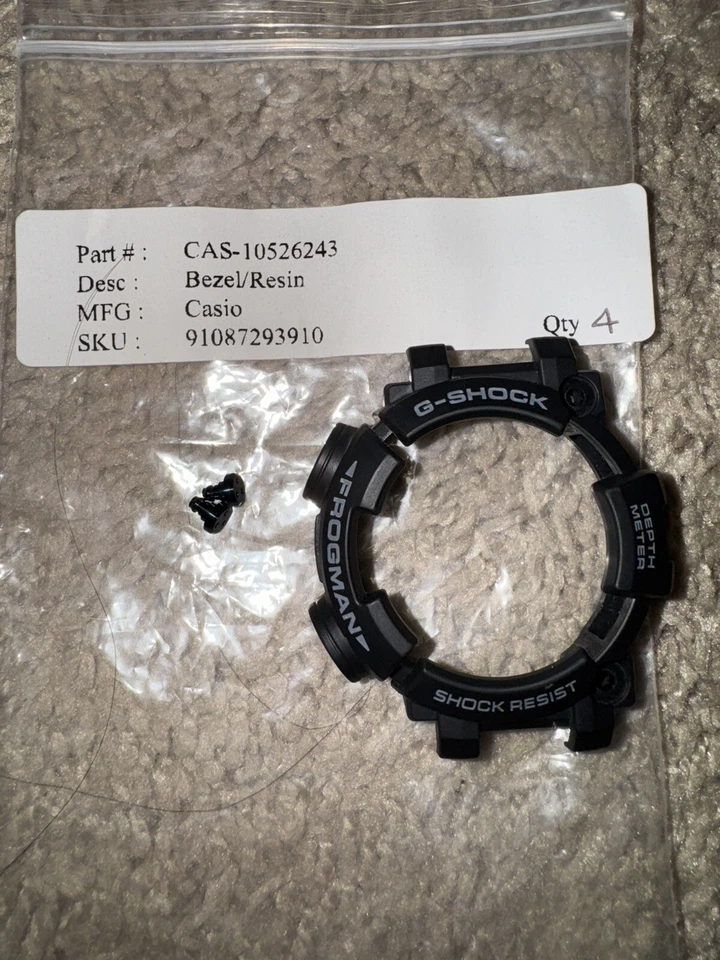 Part # : CAS-10526243
Desc : Bezel/Resin
MFG : Casio
SKU : 91087293910
Qty 4
G-SHOCK
FROGMAN
DEPTH
METER
SHOCK RESIST